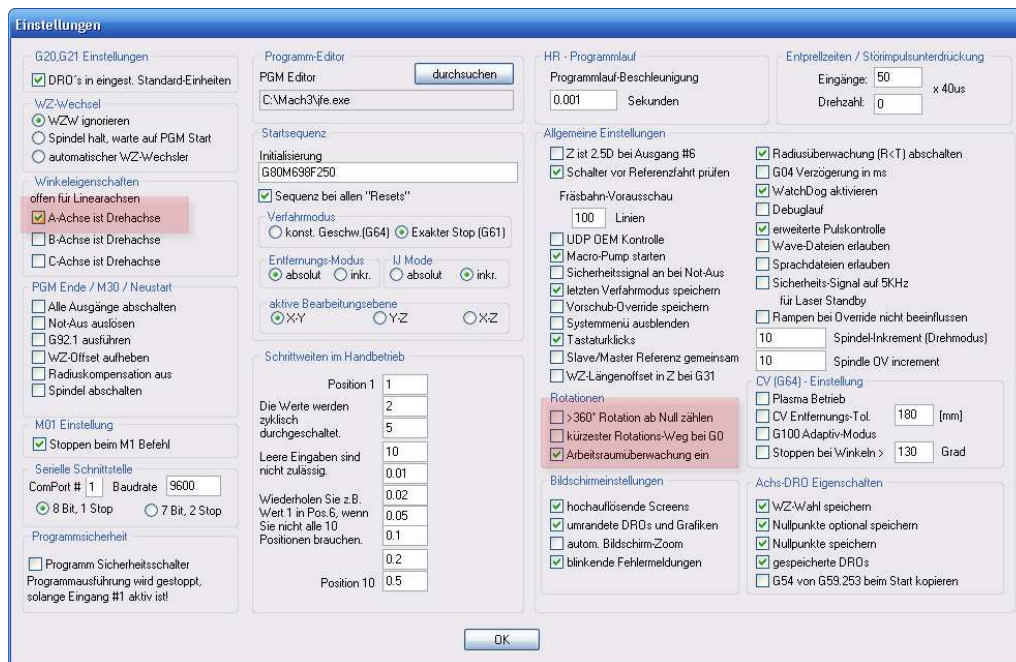 Einstellungen
G20,G21 Einstellungen
DRO´s in eingest. Standard-Einheiten
WZ-Wechsel
WZW ignorieren
Spindel halt, warte auf PGM Start
automatischer WZ-Wechsler
Winkeleigenschaften
offen für Linearachsen
A-Achse ist Drehachse
B-Achse ist Drehachse
C-Achse ist Drehachse
PGM Ende / M30 / Neustart
Alle Ausgänge abschalten
Not-Aus auslösen
G92.1 ausführen
WZ-Offset aufheben
Radiuskompensation aus
Spindel abschalten
M01 Einstellung
Stoppen beim M1 Befehl
Serielle Schnittstelle
ComPort # 1 Baudrate 9600
8 Bit, 1 Stop 7 Bit, 2 Stop
Programmsicherheit
Programm Sicherheitsschalter
Programmausführung wird gestoppt,
solange Eingang #1 aktiv ist!
Programm-Editor
PGM Editor durchsuchen
C:\Mach3\jfe.exe
Startsequenz
Initialisierung
G80M698F250
Sequenz bei allen "Resets"
Verfahrmodus
konst. Geschw.(G64) Exakter Stop (G61)
Entfernungs-Modus IJ Mode
absolut inkr. absolut inkr.
aktive Bearbeitungsebene
X-Y Y-Z X-Z
Schrittweiten im Handbetrieb
Position 1 1
Die Werte werden 2
zyklisch
durchgeschaltet. 5
Leere Eingaben sind 10
nicht zulässig. 0.01
Wiederholen Sie z.B. 0.02
Wert 1 in Pos.6, wenn 0.05
Sie nicht alle 10
Positionen brauchen. 0.1
0.2
Position 10 0.5
HR - Programmlauf
Programmlauf-Beschleunigung
0.001 Sekunden
Entprellzeiten / Störimpulsunterdrückung
Eingänge: 50 x 40us
Drehzahl: 0
Allgemeine Einstellungen
Z ist 2.5D bei Ausgang #6
Schalter vor Referenzfahrt prüfen
Fräsbahn-Vorausschau
100 Linien
UDP OEM Kontrolle
Macro-Pump starten
Sicherheitssignal an bei Not-Aus
letzten Verfahrmodus speichern
Vorschub-Override speichern
Systemmenü ausblenden
Tastaturklicks
Slave/Master Referenz gemeinsam
WZ-Längenoffset in Z bei G31
Radiusüberwachung (R<T) abschalten
G04 Verzögerung in ms
WatchDog aktivieren
Debuglauf
erweiterte Pulskontrolle
Wave-Dateien erlauben
Sprachdateien erlauben
Sicherheits-Signal auf 5KHz
für Laser Standby
Rampen bei Override nicht beeinflussen
10 Spindel-Inkrement (Drehmodus)
10 Spindle OV increment
Rotationen
>360° Rotation ab Null zählen
kürzester Rotations-Weg bei G0
Arbeitsraumüberwachung ein
CV (G64) - Einstellung
Plasma Betrieb
CV Entfernungs-Tol. 180 [mm]
G100 Adaptiv-Modus
Stoppen bei Winkeln > 130 Grad
Bildschirmeinstellungen
hochauflösende Screens
umrandete DROs und Grafiken
autom. Bildschirm-Zoom
blinkende Fehlermeldungen
Achs-DRO Eigenschaften
WZ-Wahl speichern
Nullpunkte optional speichern
Nullpunkte speichern
gespeicherte DROs
G54 von G59.253 beim Start kopieren
OK